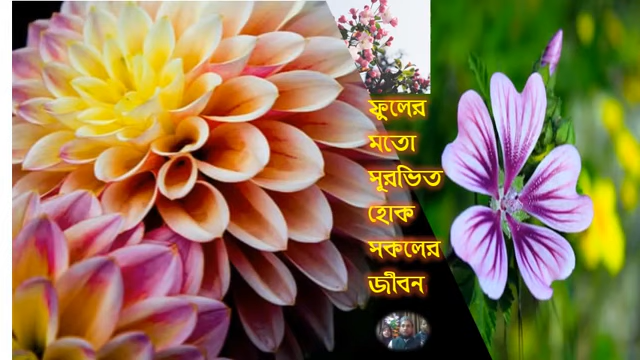 ফুলের
মতো
সূরভিত
হোক
সকলের
জীবন